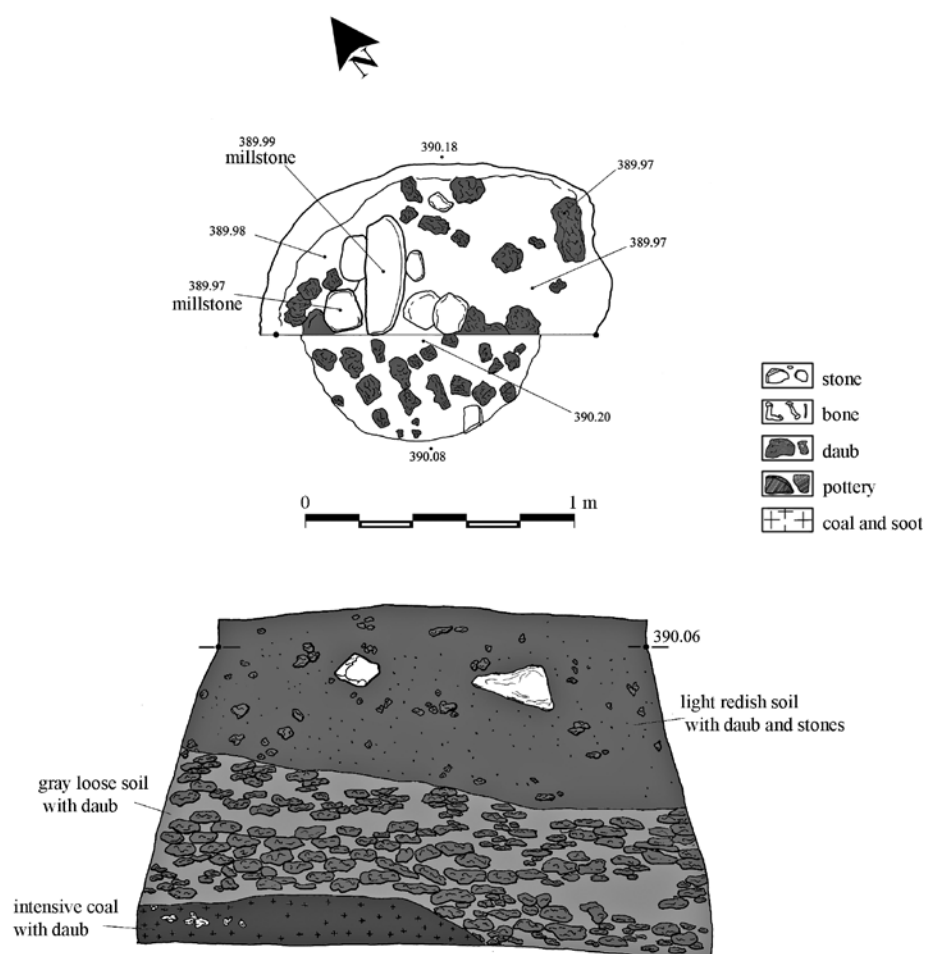 N
389.99
millstone
390.18
389.97
389.98
389.97
389.97
millstone
390.20
390.08
0 1 m
stone
bone
daub
pottery
coal and soot
390.06
light redish soil
with daub and stones
gray loose soil
with daub
intensive coal
with daub